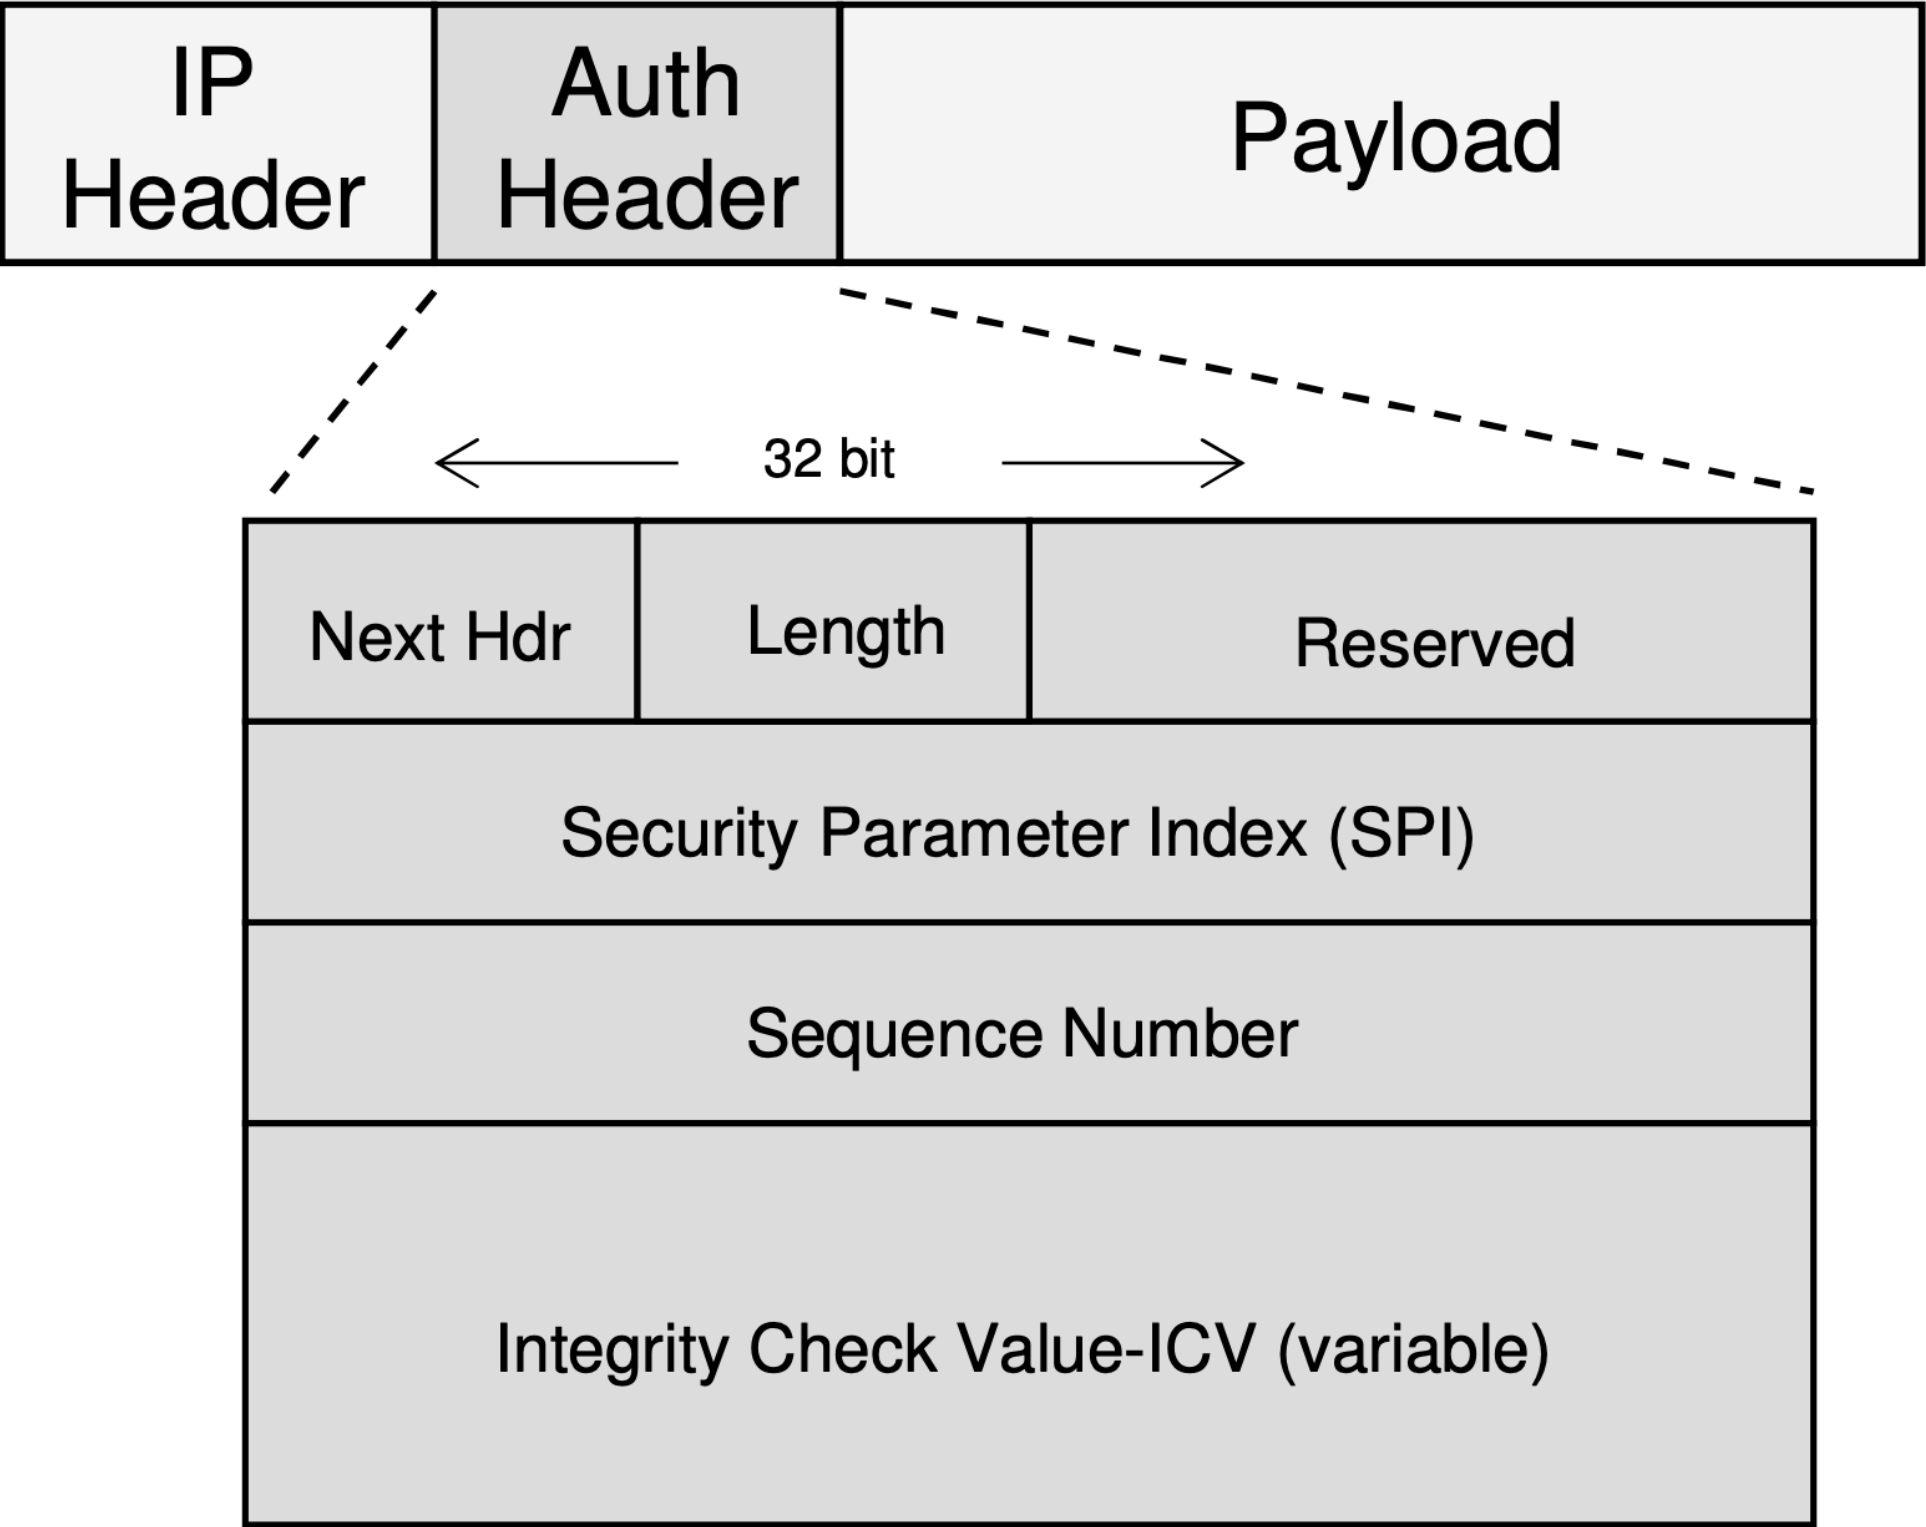 IP
Header
Auth
Header
Payload
32 bit
Next Hdr
Length
Reserved
Security Parameter Index (SPI)
Sequence Number
Integrity Check Value-ICV (variable)